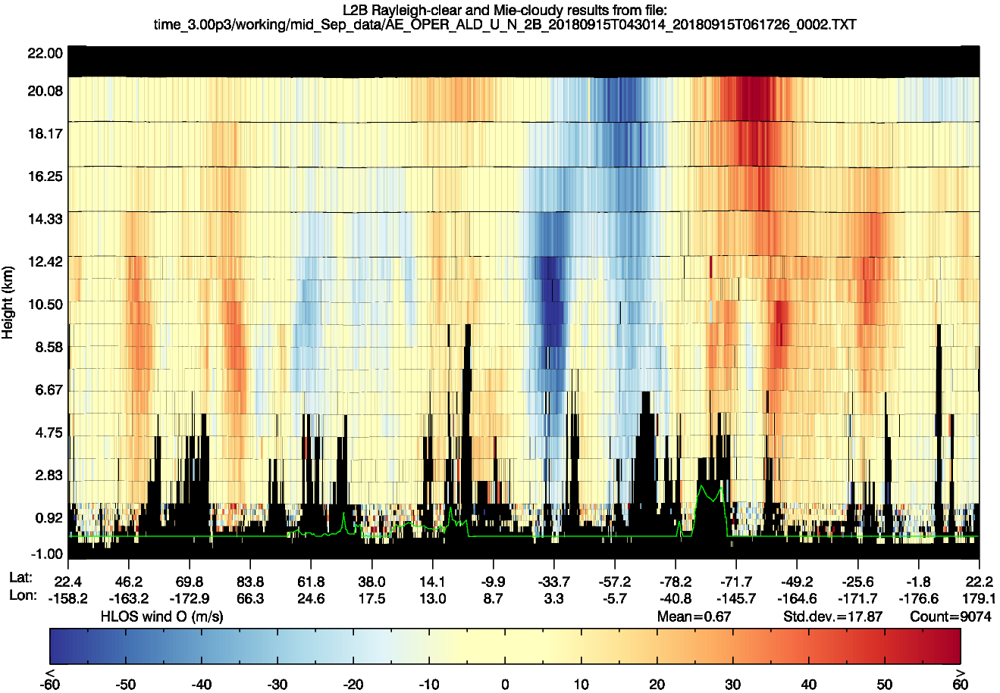 L2B Rayleigh-clear and Mie-cloudy results from file:
time_3.00p3/working/mid_Sep_data/AE_OPER_ALD_U_N_2B_20180915T043014_20180915T061726_0002.TXT
22.00
20.08
18.17
16.25
14.33
12.42
10.50
8.58
6.67
4.75
2.83
0.92
-1.00
Height (km)
Lat: 22.4 46.2 69.8 83.8 61.8 38.0 14.1 -9.9 -33.7 -57.2 -78.2 -71.7 -49.2 -25.6 -1.8 22.2
Lon: -158.2 -163.2 -172.9 66.3 24.6 17.5 13.0 8.7 3.3 -5.7 -40.8 -145.7 -164.6 -171.7 -176.6 179.1
HLOS wind O (m/s) Mean=0.67 Std.dev.=17.87 Count=9074
< >
-60 -50 -40 -30 -20 -10 0 10 20 30 40 50 60